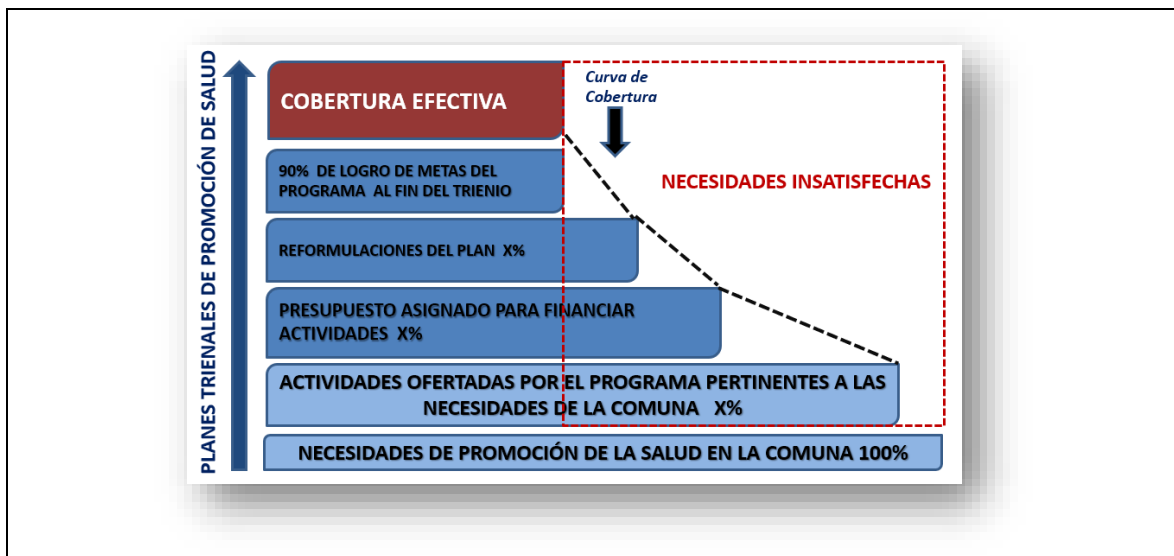 PLANES TRIENALES DE PROMOCIÓN DE SALUD
COBERTURA EFECTIVA
Curva de
Cobertura
90% DE LOGRO DE METAS DEL
PROGRAMA AL FIN DEL TRIENIO
NECESIDADES INSATISFECHAS
REFORMULACIONES DEL PLAN X%
PRESUPUESTO ASIGNADO PARA FINANCIAR
ACTIVIDADES X%
ACTIVIDADES OFERTADAS POR EL PROGRAMA PERTINENTES A LAS
NECESIDADES DE LA COMUNA X%
NECESIDADES DE PROMOCIÓN DE LA SALUD EN LA COMUNA 100%